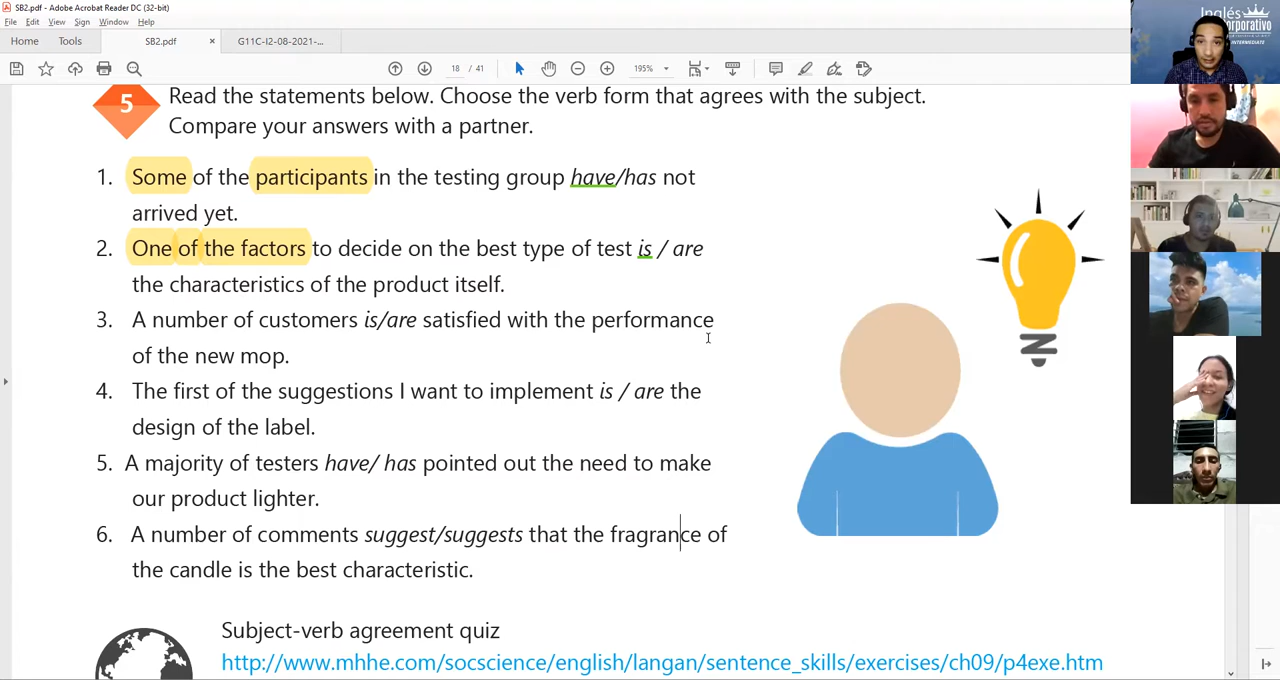 SB2.pdf - Adobe Acrobat Reader DC (32-bit)
File Edit View Sign Window Help
Home Tools SB2.pdf × G11C-I2-08-2021-...
18 / 41 195%
5 Read the statements below. Choose the verb form that agrees with the subject.
Compare your answers with a partner.
1. Some of the participants in the testing group have/has not
arrived yet.
2. One of the factors to decide on the best type of test is / are
the characteristics of the product itself.
3. A number of customers is/are satisfied with the performance
of the new mop.
4. The first of the suggestions I want to implement is / are the
design of the label.
5. A majority of testers have/ has pointed out the need to make
our product lighter.
6. A number of comments suggest/suggests that the fragrance of
the candle is the best characteristic.
Subject-verb agreement quiz
http://www.mhhe.com/socscience/english/langan/sentence_skills/exercises/ch09/p4exe.htm
Inglés